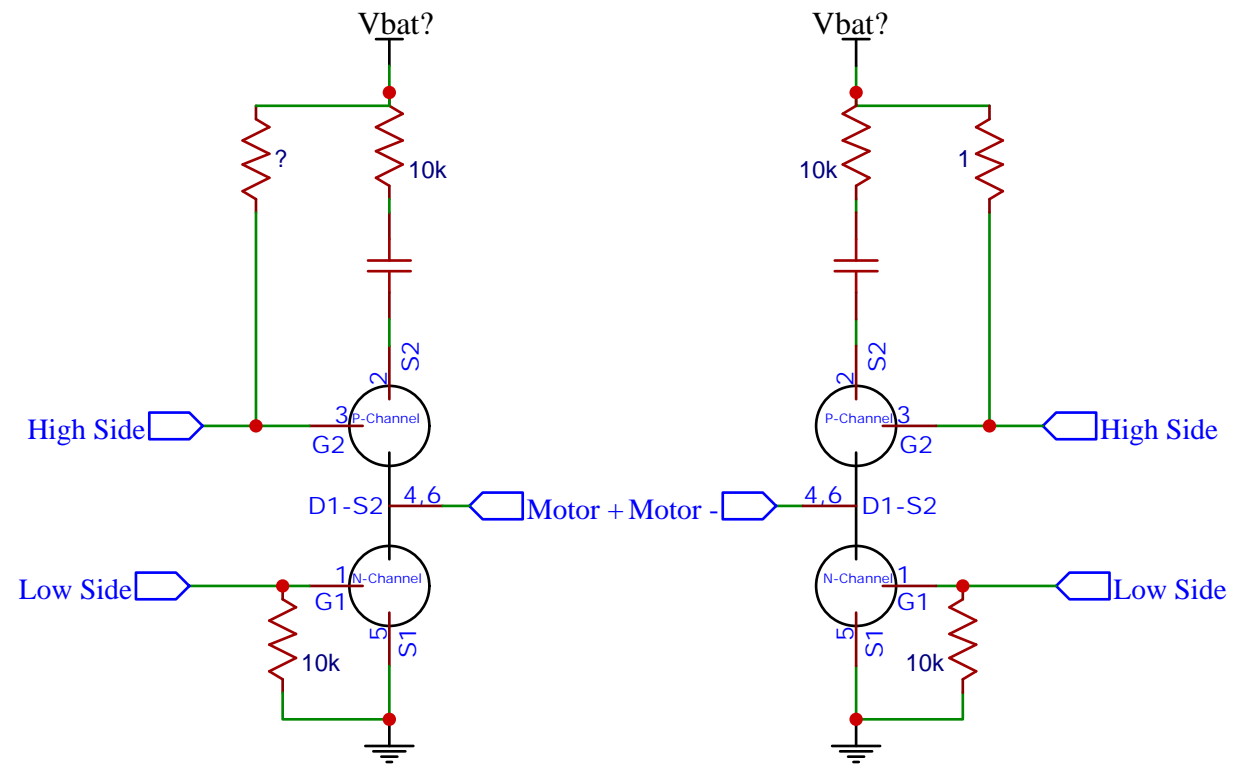 Vbat?
Vbat?
?
10k
10k
1
S2
2
S2
2
3
P-Channel
G2
High Side
P-Channel
3
G2
High Side
D1-S2
4,6
Motor +
Motor -
4,6
D1-S2
Low Side
1
N-Channel
G1
5
S1
10k
N-Channel
1
G1
Low Side
5
S1
10k